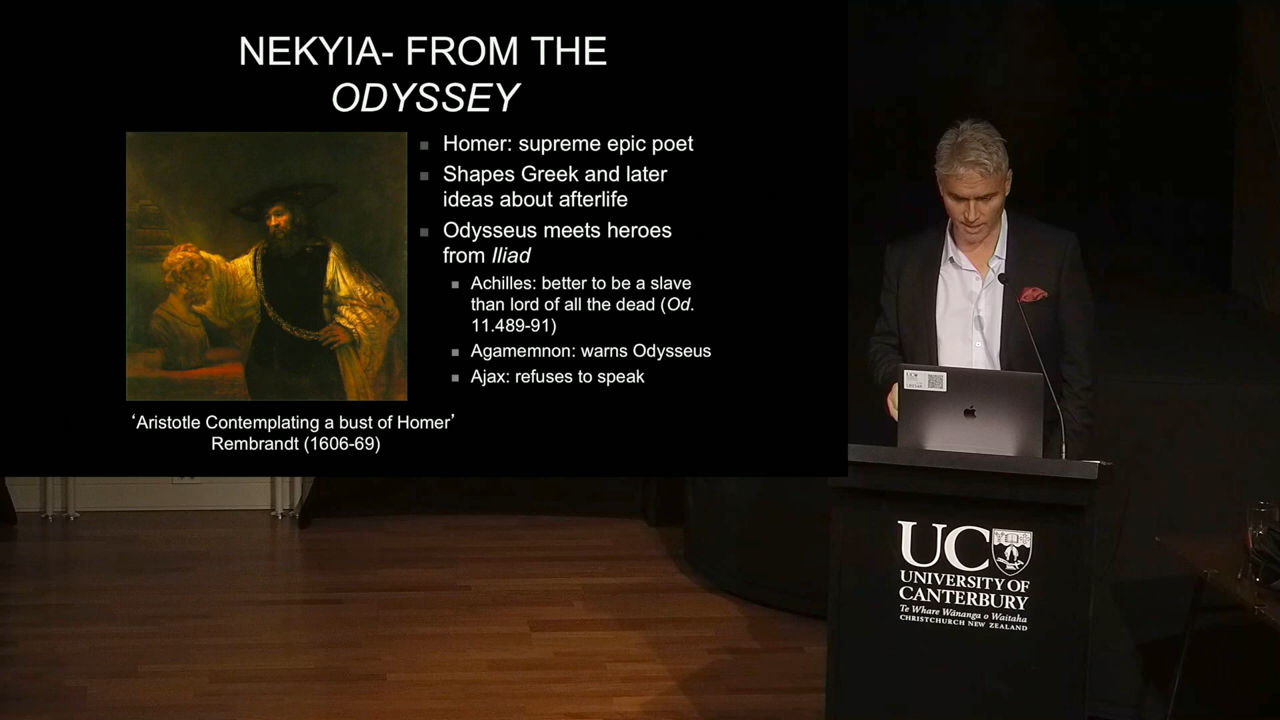 NEKYIA- FROM THE
ODYSSEY
Homer: supreme epic poet
Shapes Greek and later
ideas about afterlife
Odysseus meets heroes
from Iliad
Achilles: better to be a slave
than lord of all the dead (Od.
11.489-91)
Agamemnon: warns Odysseus
Ajax: refuses to speak
‘Aristotle Contemplating a bust of Homer’
Rembrandt (1606-69)
UC
UC
UNIVERSITY OF
CANTERBURY
Te Whare Wānanga o Waitaha
CHRISTCHURCH NEW ZEALAND